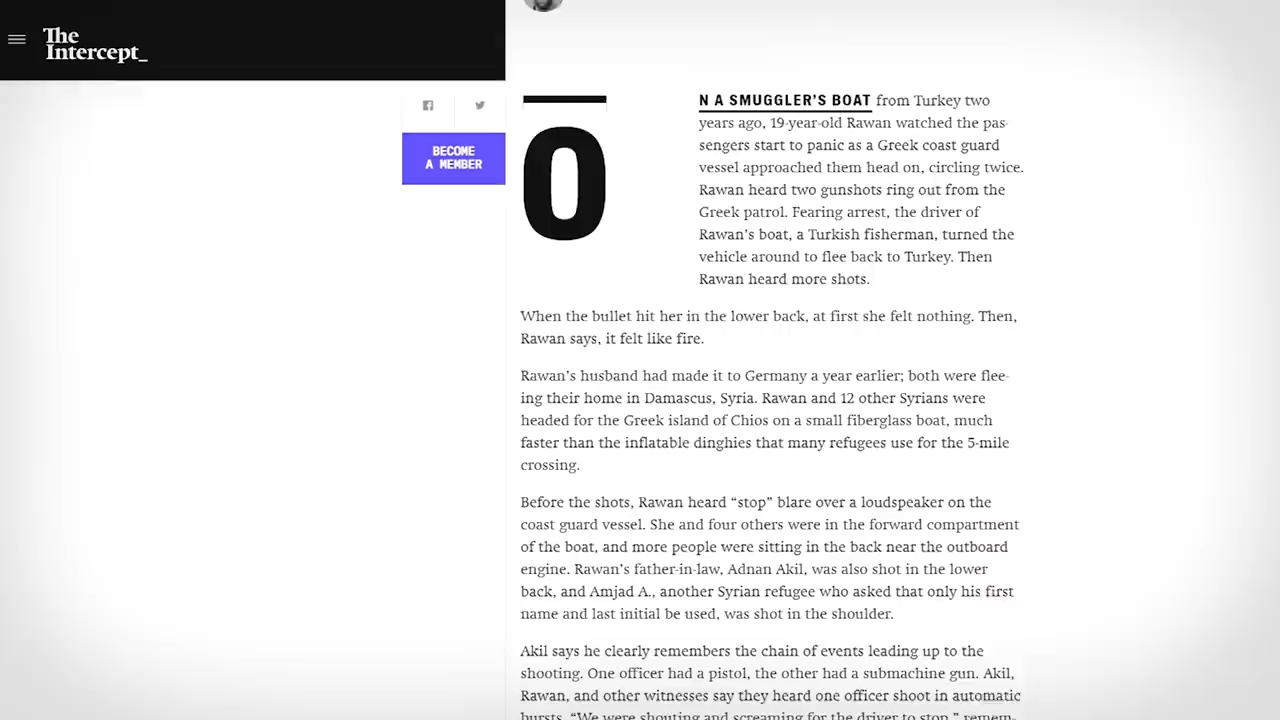 The
Intercept_
BECOME
A MEMBER
ON A SMUGGLER'S BOAT from Turkey two
years ago, 19-year-old Rawan watched the pas-
sengers start to panic as a Greek coast guard
vessel approached them head on, circling twice.
Rawan heard two gunshots ring out from the
Greek patrol. Fearing arrest, the driver of
Rawan's boat, a Turkish fisherman, turned the
vehicle around to flee back to Turkey. Then
Rawan heard more shots.
When the bullet hit her in the lower back, at first she felt nothing. Then,
Rawan says, it felt like fire.
Rawan's husband had made it to Germany a year earlier; both were flee-
ing their home in Damascus, Syria. Rawan and 12 other Syrians were
headed for the Greek island of Chios on a small fiberglass boat, much
faster than the inflatable dinghies that many refugees use for the 5-mile
crossing.
Before the shots, Rawan heard “stop” blare over a loudspeaker on the
coast guard vessel. She and four others were in the forward compartment
of the boat, and more people were sitting in the back near the outboard
engine. Rawan's father-in-law, Adnan Akil, was also shot in the lower
back, and Amjad A., another Syrian refugee who asked that only his first
name and last initial be used, was shot in the shoulder.
Akil says he clearly remembers the chain of events leading up to the
shooting. One officer had a pistol, the other had a submachine gun. Akil,
Rawan, and other witnesses say they heard one officer shoot in automatic
bursts. “We were shouting and screaming for the driver to stop,” remem-